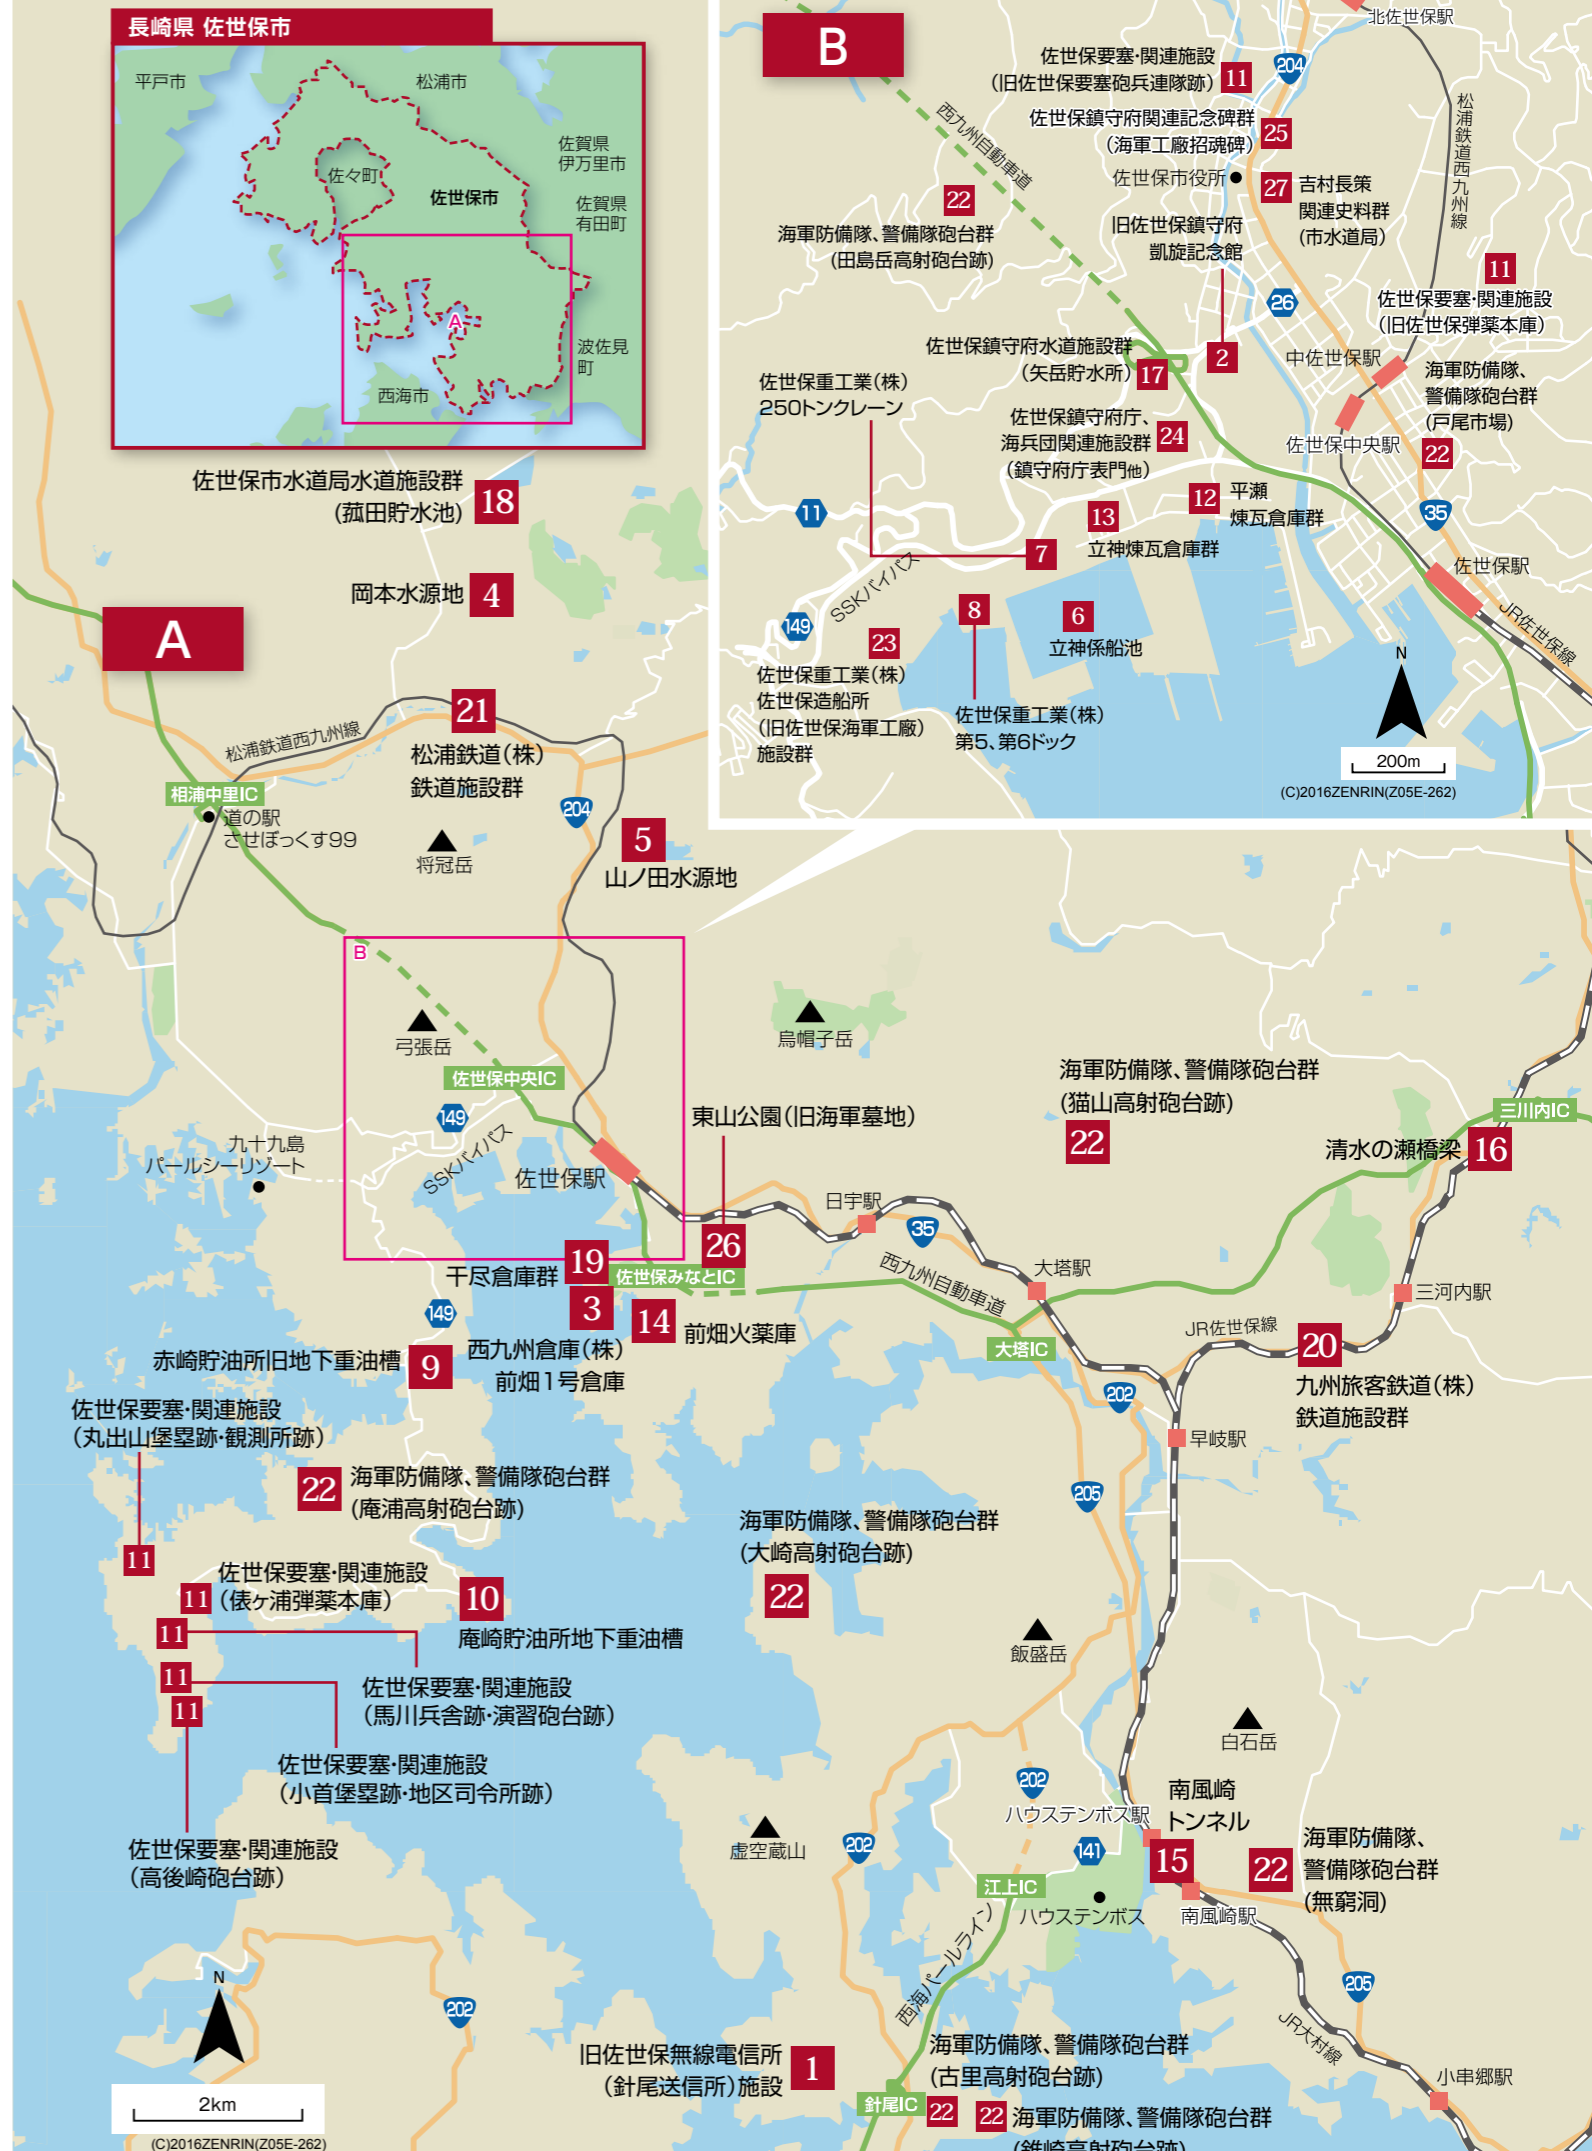 長崎県 佐世保市
平戸市
松浦市
佐賀県
伊万里市
佐々町
佐世保市
佐賀県
有田町
A
波佐見
町
西海市
佐世保市水道局水道施設群
(菰田貯水池)
18
岡本水源地
4
A
21
松浦鉄道西九州線
松浦鉄道(株)
鉄道施設群
相浦中里IC
道の駅
させぼっくす99
204
将冠岳
5
山ノ田水源地
B
北佐世保駅
佐世保要塞・関連施設
(旧佐世保要塞砲兵連隊跡)
11
204
西九州自動車道
松浦鉄道西九州線
佐世保鎮守府関連記念碑群
(海軍工廠招魂碑)
25
佐世保市役所
27
吉村長策
関連史料群
(市水道局)
22
海軍防備隊、警備隊砲台群
(田島岳高射砲台跡)
旧佐世保鎮守府
凱旋記念館
11
佐世保要塞・関連施設
(旧佐世保弾薬本庫)
26
佐世保鎮守府水道施設群
(矢岳貯水所)
17
2
中佐世保駅
海軍防備隊、
警備隊砲台群
(戸尾市場)
22
佐世保重工業(株)
250トンクレーン
佐世保鎮守府庁、
海兵団関連施設群
(鎮守府庁表門他)
24
佐世保中央駅
12
平瀬
煉瓦倉庫群
11
13
立神煉瓦倉庫群
35
7
佐世保駅
SSKバイパス
149
8
6
立神係船池
JR佐世保線
23
佐世保重工業(株)
佐世保造船所
(旧佐世保海軍工廠)
施設群
佐世保重工業(株)
第5、第6ドック
N
200m
(C)2016ZENRIN(Z05E-262)
B
弓張岳
烏帽子岳
佐世保中央IC
149
SSKバイパス
佐世保駅
九十九島
パールシーリゾート
東山公園(旧海軍墓地)
26
海軍防備隊、警備隊砲台群
(猫山高射砲台跡)
22
三川内IC
清水の瀬橋梁
16
日宇駅
35
19
干尽倉庫群
佐世保みなとIC
西九州自動車道
大塔駅
三河内駅
3
14
前畑火薬庫
149
西九州倉庫(株)
前畑1号倉庫
大塔IC
JR佐世保線
20
九州旅客鉄道(株)
鉄道施設群
赤崎貯油所旧地下重油槽
9
202
早岐駅
佐世保要塞・関連施設
(丸出山堡塁跡・観測所跡)
22
海軍防備隊、警備隊砲台群
(庵浦高射砲台跡)
205
海軍防備隊、警備隊砲台群
(大崎高射砲台跡)
22
11
佐世保要塞・関連施設
(俵ヶ浦弾薬本庫)
11
10
庵崎貯油所地下重油槽
11
佐世保要塞・関連施設
(馬川兵舎跡・演習砲台跡)
11
佐世保要塞・関連施設
(小首堡塁跡・地区司令所跡)
11
佐世保要塞・関連施設
(高後崎砲台跡)
飯盛岳
白石岳
202
南風崎
トンネル
ハウステンボス駅
虚空蔵山
202
141
15
22
海軍防備隊、
警備隊砲台群
(無窮洞)
江上IC
ハウステンボス
南風崎駅
西海パールライン
205
JR大村線
N
202
旧佐世保無線電信所
(針尾送信所)施設
1
海軍防備隊、警備隊砲台群
(古里高射砲台跡)
小串郷駅
針尾IC
22
22
海軍防備隊、警備隊砲台群
(錐崎高射砲台跡)
2km
(C)2016ZENRIN(Z05E-262)